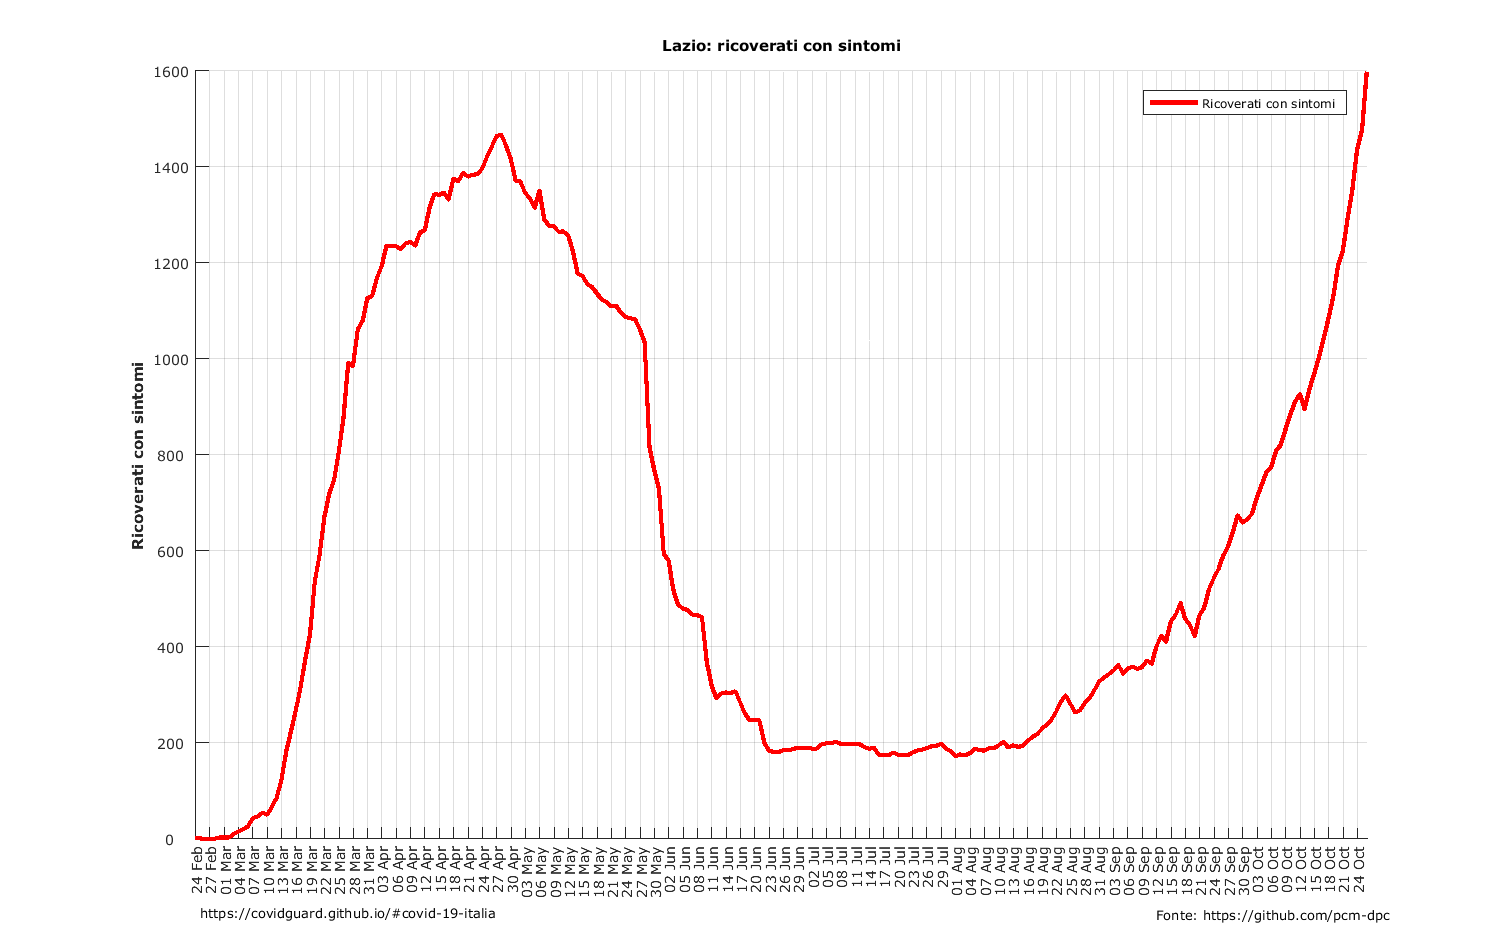 Lazio: ricoverati con sintomi
Ricoverati con sintomi
Ricoverati con sintomi
1600
1400
1200
1000
800
600
400
200
0
24 Feb
27 Feb
01 Mar
04 Mar
07 Mar
10 Mar
13 Mar
16 Mar
19 Mar
22 Mar
25 Mar
28 Mar
31 Mar
03 Apr
06 Apr
09 Apr
12 Apr
15 Apr
18 Apr
21 Apr
24 Apr
27 Apr
30 Apr
03 May
06 May
09 May
12 May
15 May
18 May
21 May
24 May
27 May
30 May
02 Jun
05 Jun
08 Jun
11 Jun
14 Jun
17 Jun
20 Jun
23 Jun
26 Jun
29 Jun
02 Jul
05 Jul
08 Jul
11 Jul
14 Jul
17 Jul
20 Jul
23 Jul
26 Jul
29 Jul
01 Aug
04 Aug
07 Aug
10 Aug
13 Aug
16 Aug
19 Aug
22 Aug
25 Aug
28 Aug
31 Aug
03 Sep
06 Sep
09 Sep
12 Sep
15 Sep
18 Sep
21 Sep
24 Sep
27 Sep
30 Sep
03 Oct
06 Oct
09 Oct
12 Oct
15 Oct
18 Oct
21 Oct
24 Oct
https://covidguard.github.io/#covid-19-italia
Fonte: https://github.com/pcm-dpc